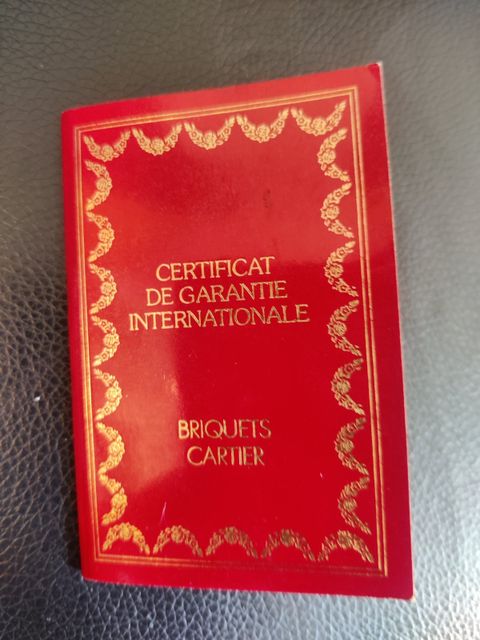 CERTIFICAT
DE GARANTIE
INTERNATIONALE
BRIQUETS
CARTIER